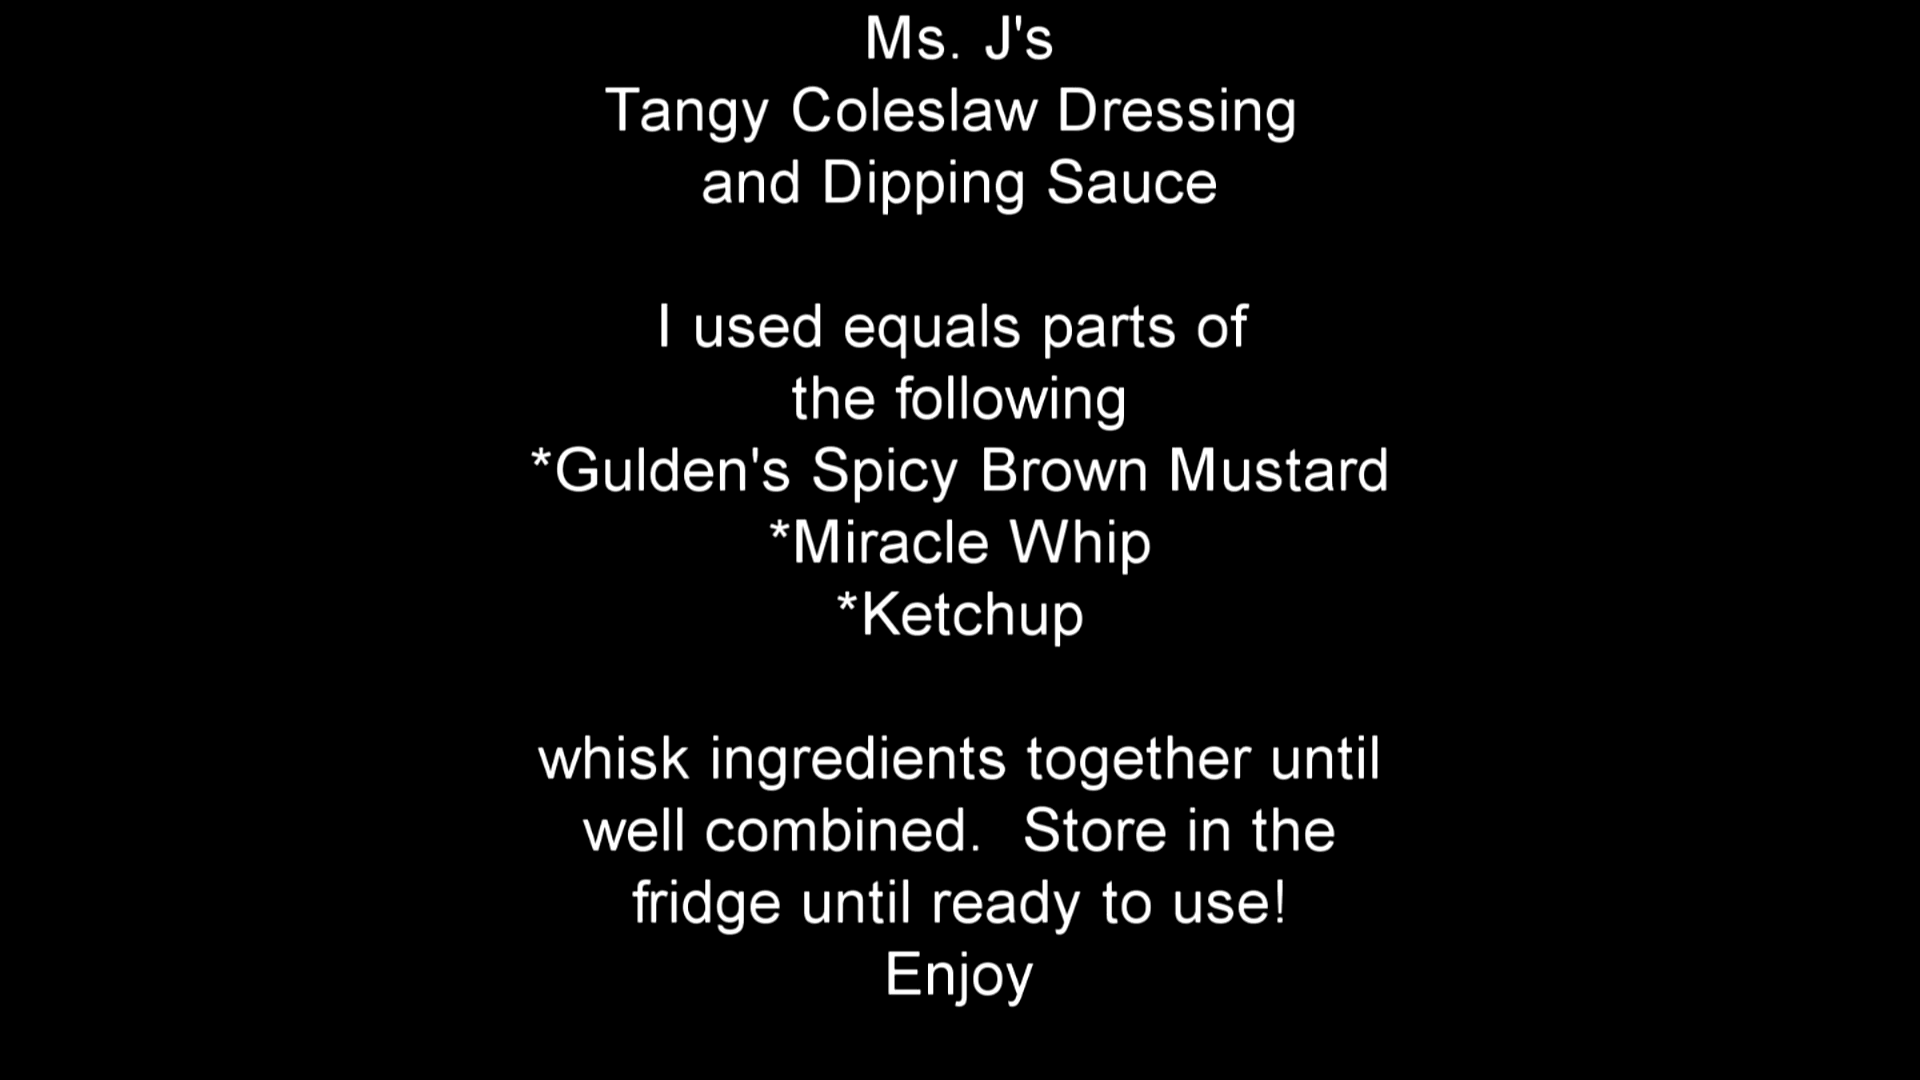 Ms. J's
Tangy Coleslaw Dressing
and Dipping Sauce
I used equals parts of
the following
*Gulden's Spicy Brown Mustard
*Miracle Whip
*Ketchup
whisk ingredients together until
well combined.  Store in the
fridge until ready to use!
Enjoy